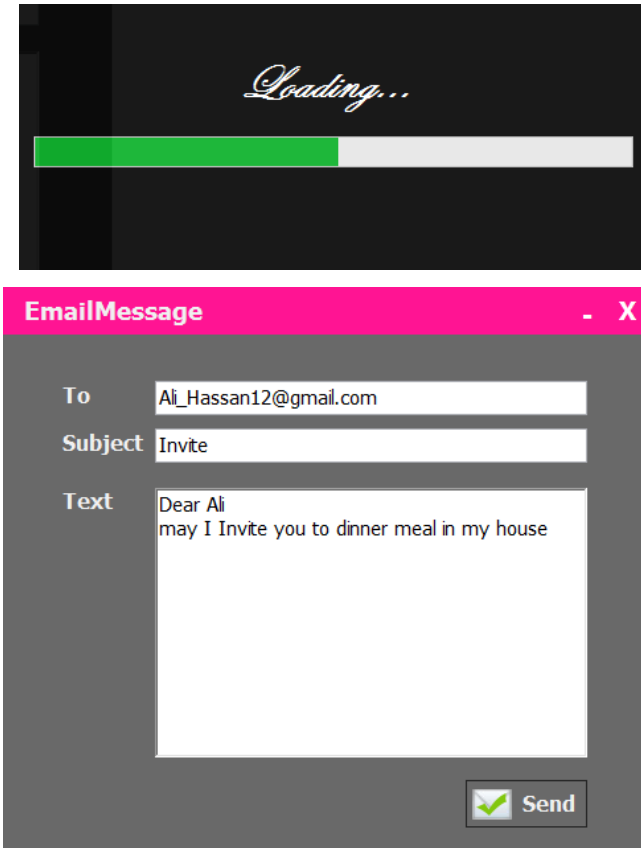 Loading...
EmailMessage - X
To Ali_Hassan12@gmail.com
Subject Invite
Text Dear Ali
may I Invite you to dinner meal in my house
Send